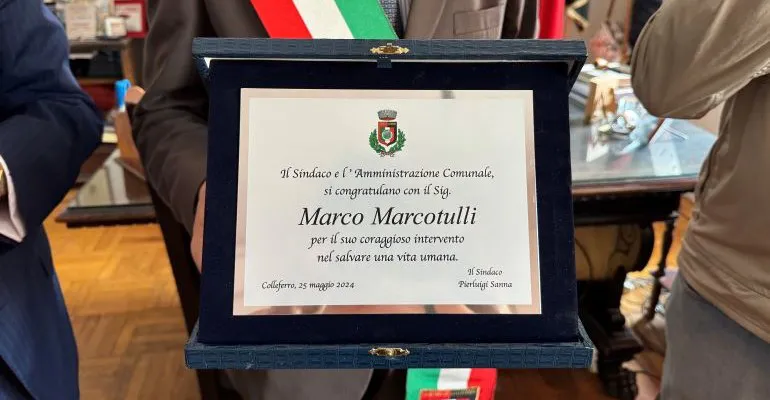 Il Sindaco e l'Amministrazione Comunale,
si congratulano con il Sig.
Marco Marcotulli
per il suo coraggioso intervento
nel salvare una vita umana.
Il Sindaco
Colleferro, 25 maggio 2024 Pierluigi Sanna